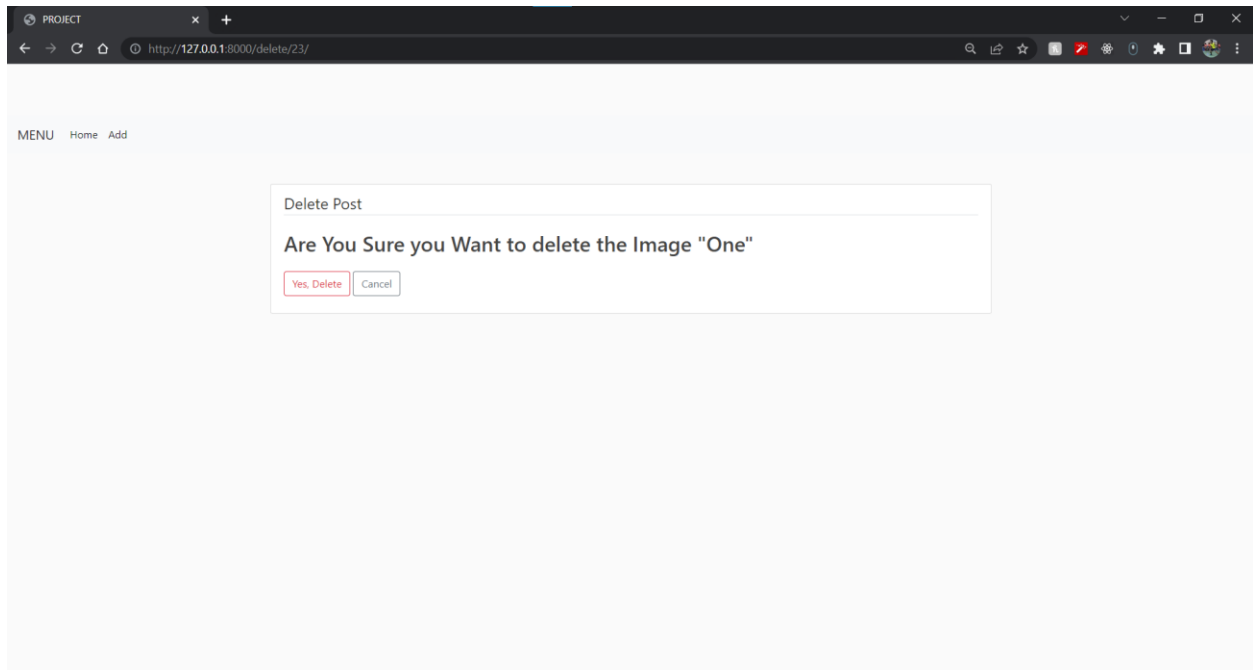 PROJECT
http://127.0.0.1:8000/delete/23/
MENU Home Add
Delete Post
Are You Sure you Want to delete the Image "One"
Yes, Delete Cancel